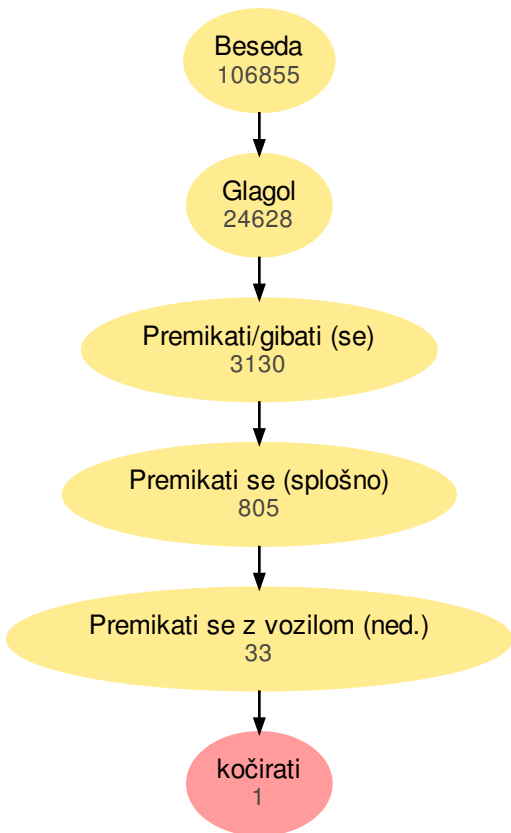 Beseda
106855
Glagol
24628
Premikati/gibati (se)
3130
Premikati se (splošno)
805
Premikati se z vozilom (ned.)
33
kočirati
1